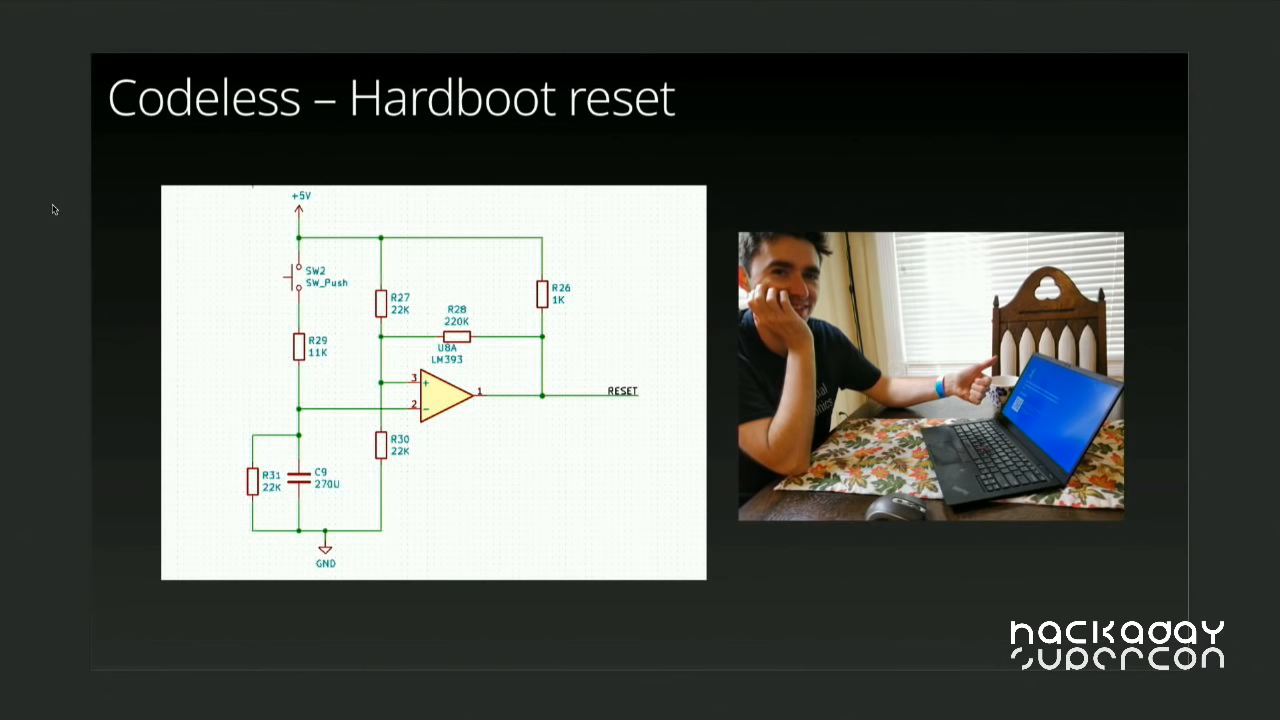 Codeless – Hardboot reset
+5V
SW2
SW_Push
R27
22K
R28
220K
R26
1K
R29
11K
U8A
LM393
3
+
1
RESET
2
−
R30
22K
R31
22K
C9
270U
GND
hackaday
supercon